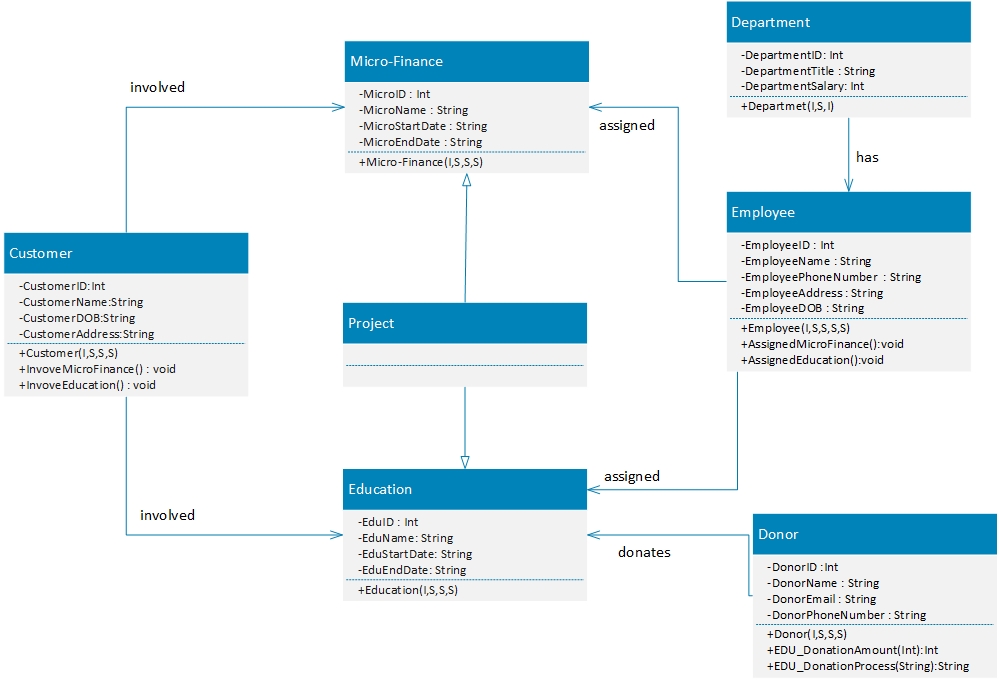 Department
-DepartmentID: Int
-DepartmentTitle : String
-DepartmentSalary: Int
+Departmet(I,S,I)
has
Micro-Finance
-MicroID : Int
-MicroName : String
-MicroStartDate : String
-MicroEndDate : String
+Micro-Finance(I,S,S,S)
involved
assigned
Employee
-EmployeeID : Int
-EmployeeName : String
-EmployeePhoneNumber : String
-EmployeeAddress : String
-EmployeeDOB : String
+Employee(I,S,S,S,S)
+AssignedMicroFinance():void
+AssignedEducation():void
Customer
-CustomerID:Int
-CustomerName:String
-CustomerDOB:String
-CustomerAddress:String
+Customer(I,S,S,S)
+InvoveMicroFinance() : void
+InvoveEducation() : void
Project
Education
-EduID : Int
-EduName: String
-EduStartDate: String
-EduEndDate: String
+Education(I,S,S,S)
assigned
involved
donates
Donor
-DonorID :Int
-DonorName : String
-DonorEmail : String
-DonorPhoneNumber : String
+Donor(I,S,S,S)
+EDU_DonationAmount(Int):Int
+EDU_DonationProcess(String):String